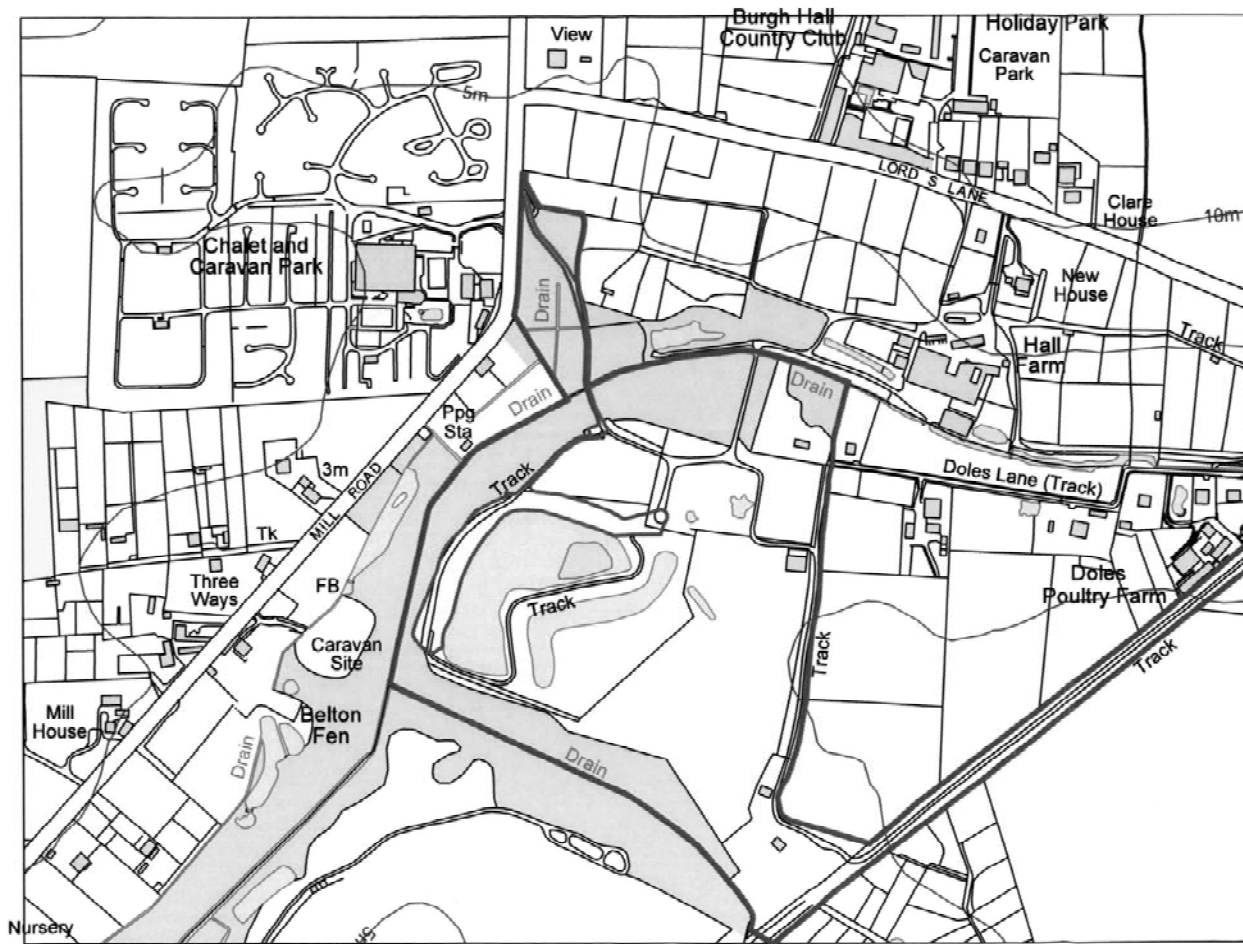 Burgh Hall
Country Club
Holiday Park
Caravan
Park
View
5m
LORD S LANE
Clare
House
10m
Chalet and
Caravan Park
Drain
New
House
Track
Hall
Farm
Drain
Drain
Ppg
Sta
Track
3m
MILL ROAD
Doles Lane (Track)
Tk
Three
Ways
FB
Track
Doles
Poultry Farm
Caravan
Site
Track
Track
Mill
House
Belton
Fen
Drain
Drain
Nursery
5m